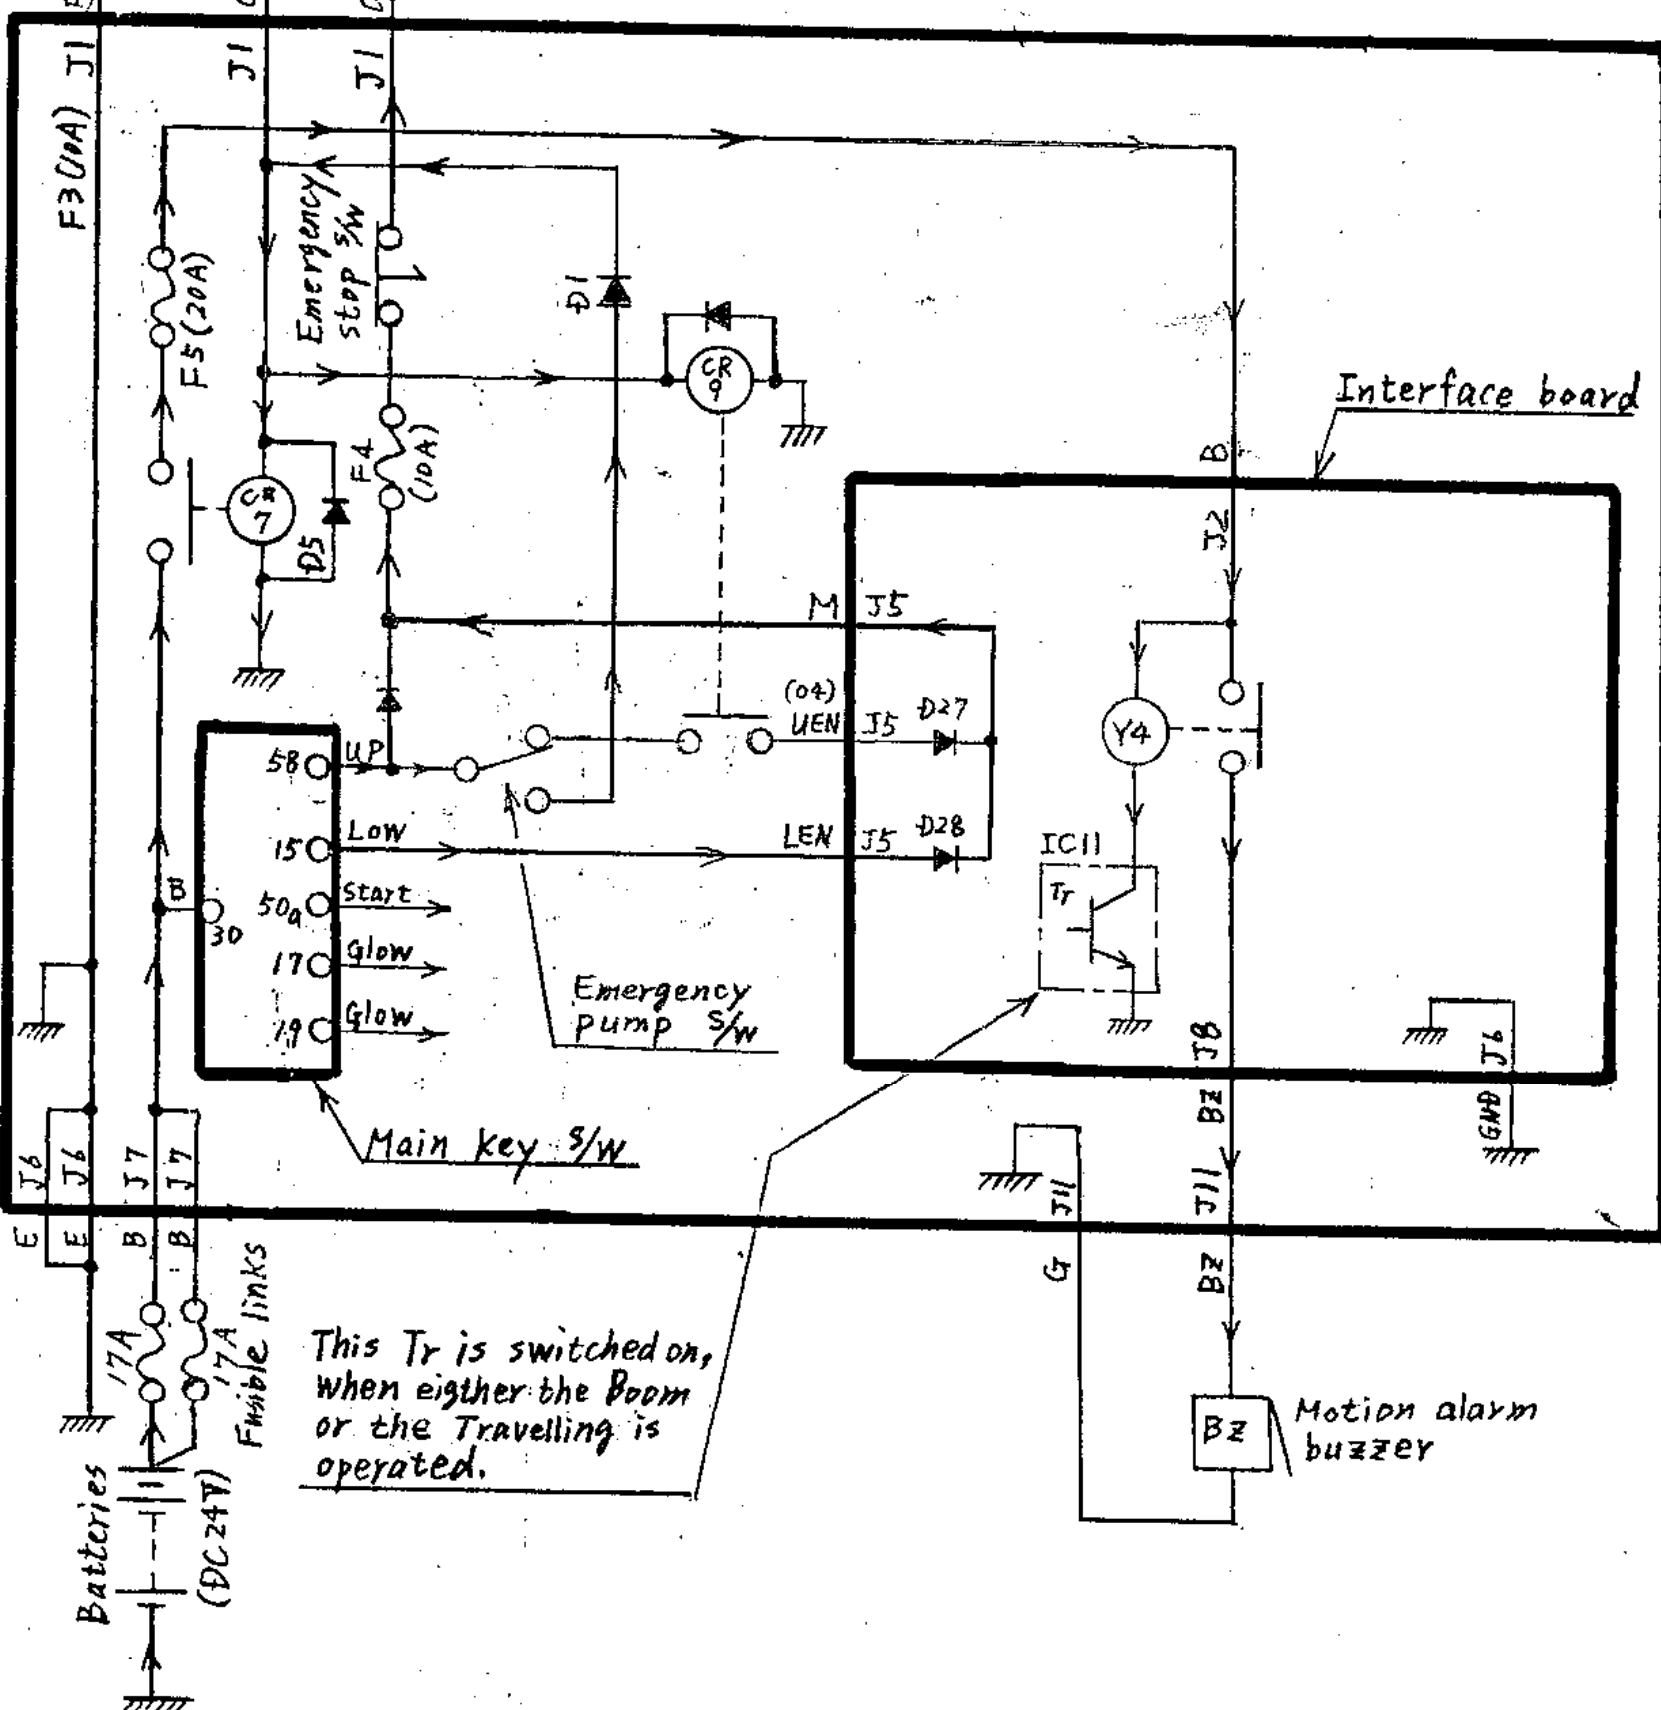 J1
J1
J1
F3(10A)
F5(20A)
Emergency
stop S/W
D1
CR
9
Interface board
F4
(10A)
CR
7
D5
B
J2
M
J5
(04)
UEN
J5
D27
Y4
58
UP
15
Low
LEN
J5
D28
IC11
Tr
B
30
50a
Start
17
Glow
19
Glow
Emergency
pump S/W
Main key S/W
J8
Bz
J6
GND
J6
J6
J7
J7
J11
J11
E
E
B
B
G
Bz
17A
17A
Fusible links
This Tr is switched on,
when eigther the Boom
or the Travelling is
operated.
Bz
Motion alarm
buzzer
Batteries
(DC24V)